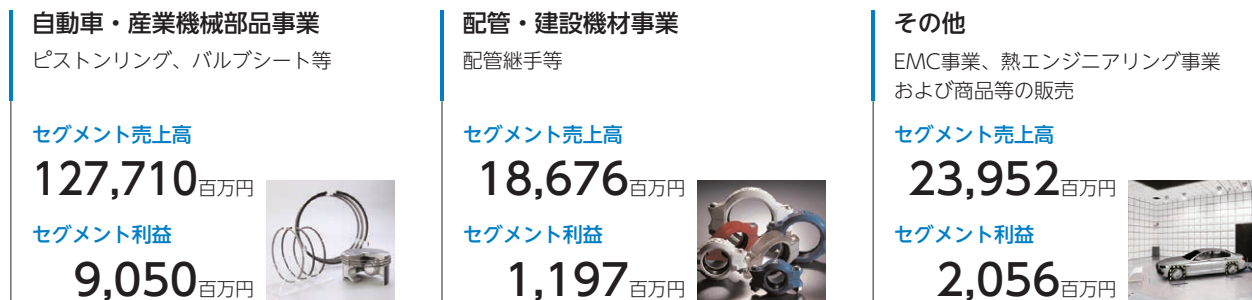 自動車・産業機械部品事業
ピストンリング、バルブシート等
セグメント売上高
127,710百万円
セグメント利益
9,050百万円
配管・建設機材事業
配管継手等
セグメント売上高
18,676百万円
セグメント利益
1,197百万円
その他
EMC事業、熱エンジニアリング事業
および商品等の販売
セグメント売上高
23,952百万円
セグメント利益
2,056百万円